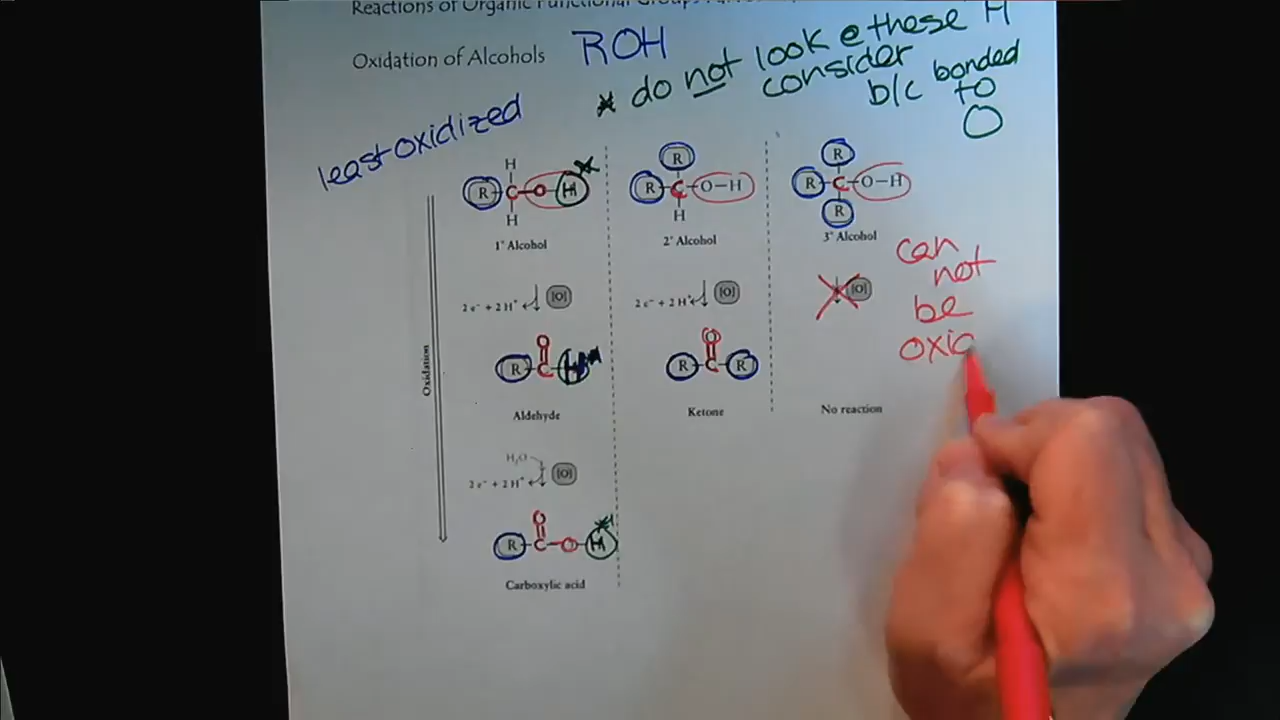 Reactions of Organic Functional Groups
Oxidation of Alcohols ROH
* do not look @ these H
consider
b/c bonded
to
O
least oxidized
H
R C O H *
H
1° Alcohol
R
R C O-H
H
2° Alcohol
R
R C O-H
R
3° Alcohol
can
not
be
oxid
2 e⁻ + 2 H⁺ [O]
2 e⁻ + 2 H⁺ [O]
[O]
Oxidation
O
R C H
Aldehyde
O
R C R
Ketone
No reaction
H₂O
2 e⁻ + 2 H⁺ [O]
O
R C O H *
Carboxylic acid